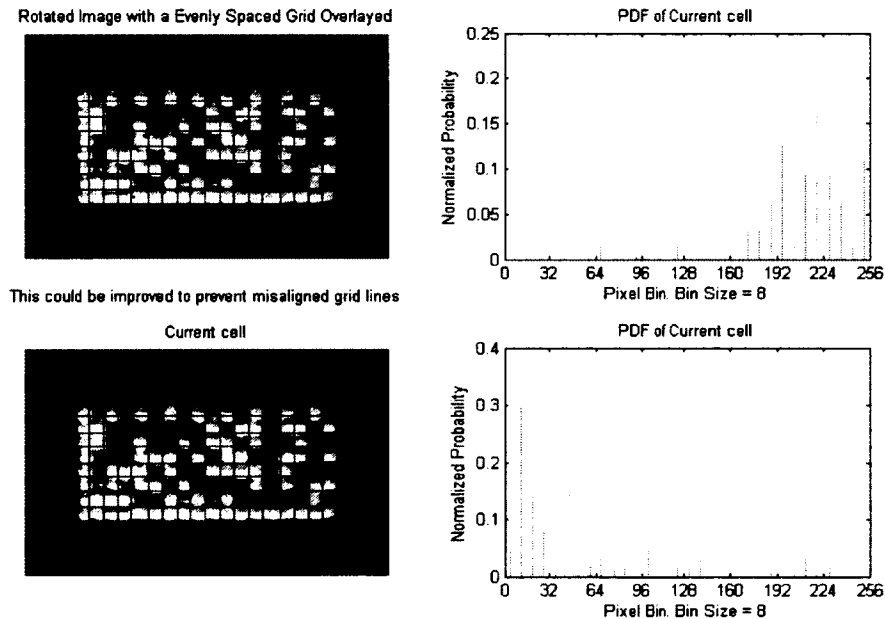 Rotated Image with a Evenly Spaced Grid Overlayed
PDF of Current cell
Normalized Probability
0.25
0.2
0.15
0.1
0.05
0
0 32 64 96 128 160 192 224 256
Pixel Bin. Bin Size = 8
This could be improved to prevent misaligned grid lines
Current cell
PDF of Current cell
Normalized Probability
0.4
0.3
0.2
0.1
0
0 32 64 96 128 160 192 224 256
Pixel Bin. Bin Size = 8